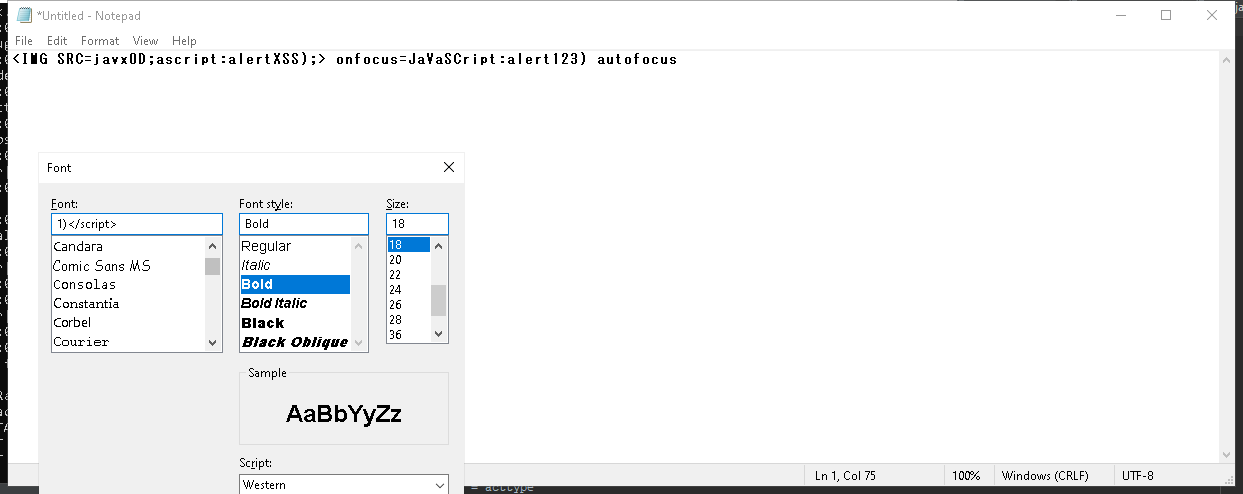 *Untitled - Notepad
File Edit Format View Help
<IMG SRC=javx0D;ascript:alertXSS);> onfocus=JaVaSCript:alert123) autofocus
Font
Font: Font style: Size:
1)</script> Bold 18
Candara Regular 18
Comic Sans MS Italic 20
Consolas Bold 22
Constantia Bold Italic 24
Corbel Black 26
Courier Black Oblique 28
36
Sample
AaBbYyZz
Script:
Western
Ln 1, Col 75 100% Windows (CRLF) UTF-8
= acctype